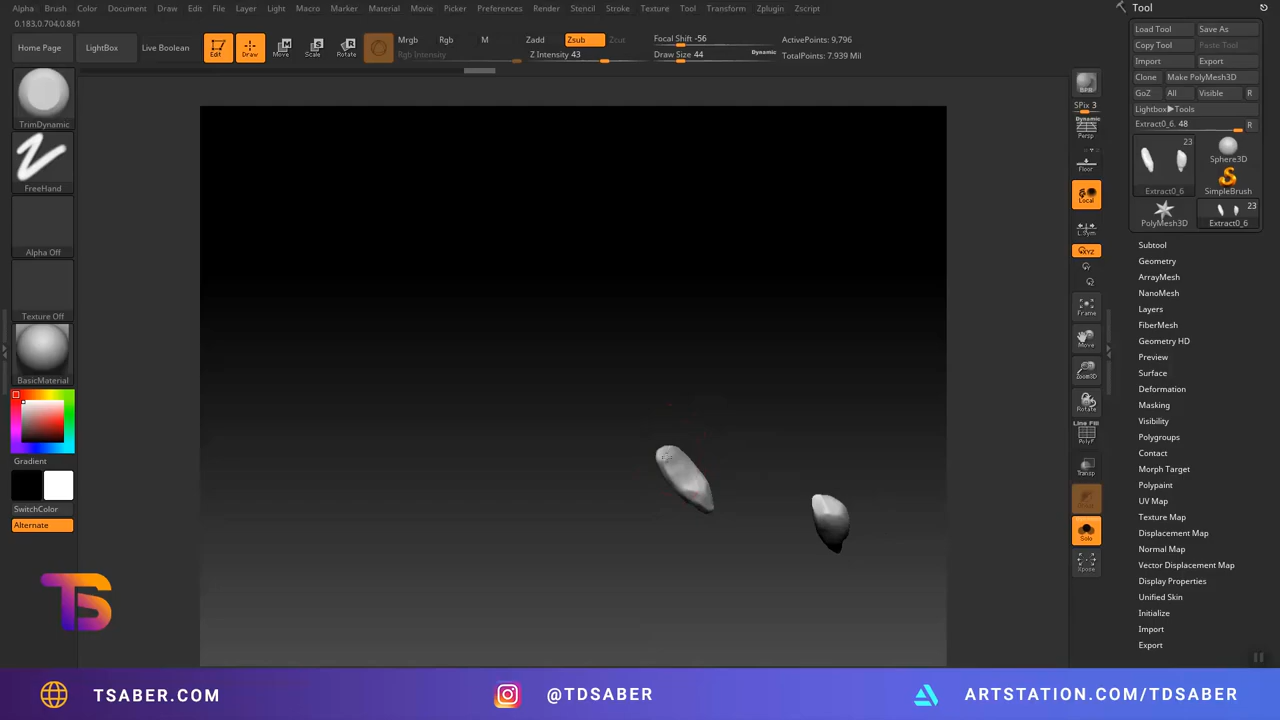 Alpha Brush Color Document Draw Edit File Layer Light Macro Marker Material Movie Picker Preferences Render Stencil Stroke Texture Tool Transform Zplugin Zscript
Tool
0.183,0.704,0.861
Home Page
LightBox
Live Boolean
Edit
Draw
Move
Scale
Rotate
Mrgb Rgb M
Rgb Intensity
Zadd Zsub Zcut
Z Intensity 43
Focal Shift -56
Draw Size 44
Dynamic
ActivePoints: 9,796
TotalPoints: 7.939 Mil
Load Tool Save As
Copy Tool Paste Tool
Import Export
Clone Make PolyMesh3D
GoZ All Visible R
Lightbox▶Tools
Extract0_6. 48 R
23
Extract0_6
Sphere3D
SimpleBrush
PolyMesh3D
23
Extract0_6
TrimDynamic
FreeHand
Alpha Off
Texture Off
BasicMaterial
Gradient
SwitchColor
Alternate
BPR
SPix 3
Dynamic
Persp
Floor
Local
L.Sym
XYZ
Frame
Move
Zoom3D
Rotate
Line Fill
PolyF
Transp
Solo
Xpose
Subtool
Geometry
ArrayMesh
NanoMesh
Layers
FiberMesh
Geometry HD
Preview
Surface
Deformation
Masking
Visibility
Polygroups
Contact
Morph Target
Polypaint
UV Map
Texture Map
Displacement Map
Normal Map
Vector Displacement Map
Display Properties
Unified Skin
Initialize
Import
Export
TS
TSABER.COM
@TDSABER
ARTSTATION.COM/TDSABER